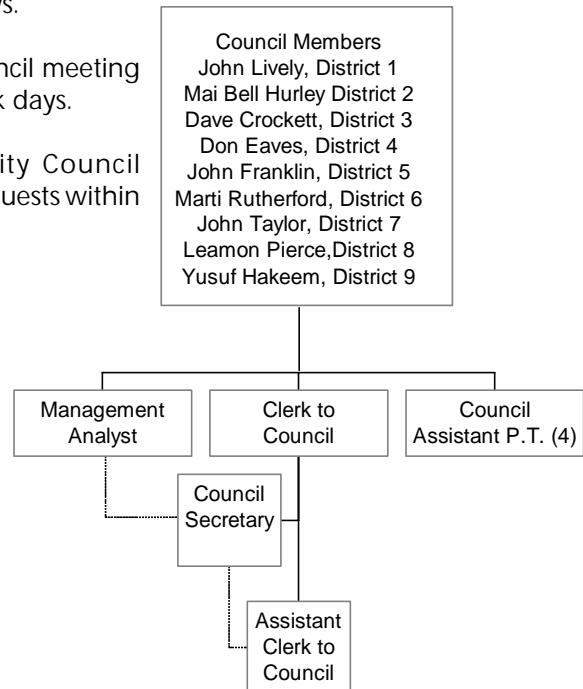 s.
ncil meeting
k days.
ity Council
quests within
Council Members
John Lively, District 1
Mai Bell Hurley District 2
Dave Crockett, District 3
Don Eaves, District 4
John Franklin, District 5
Marti Rutherford, District 6
John Taylor, District 7
Leamon Pierce,District 8
Yusuf Hakeem, District 9
Management
Analyst
Clerk to
Council
Council
Assistant P.T. (4)
Council
Secretary
Assistant
Clerk to
Council